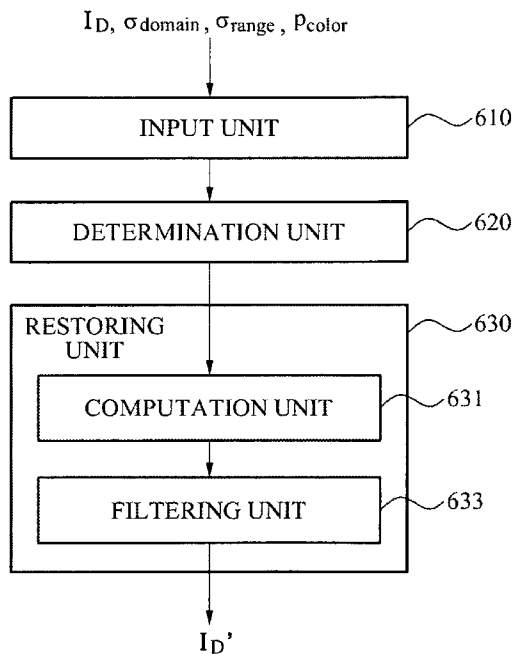 I_D, σ_domain, σ_range, p_color
INPUT UNIT
610
DETERMINATION UNIT
620
RESTORING
UNIT
630
COMPUTATION UNIT
631
FILTERING UNIT
633
I_D'